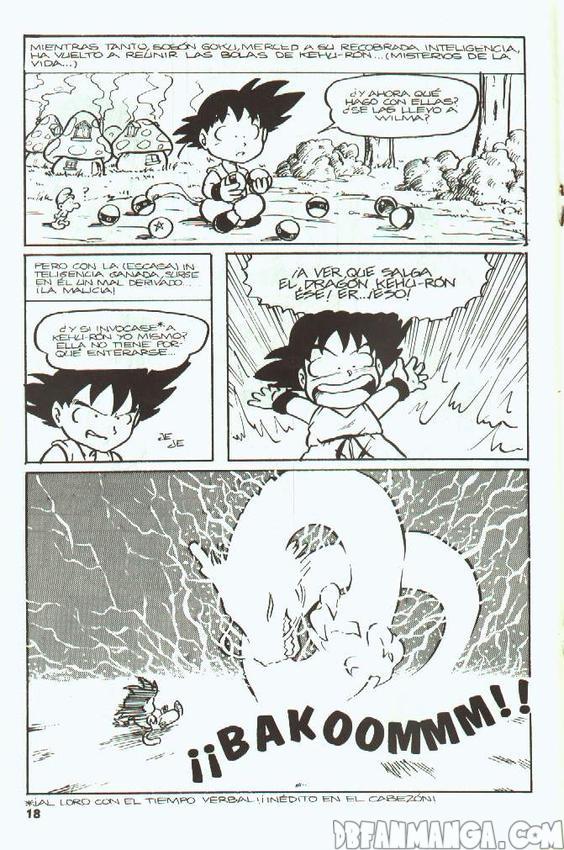 MIENTRAS TANTO, SOSÓN GOKU, MERCED A SU RECOBRADA INTELIGENCIA,
HA VUELTO A REUNIR LAS BOLAS DE KEHU-RÓN... (MISTERIOS DE LA
VIDA...)
¿Y AHORA QUÉ
HAGO CON ELLAS?
¿SE LAS LLEVO A
WILMA?
?
PERO CON LA (ESCASA) IN
TELIGENCIA GANADA, SURGE
EN ÉL UN MAL DERIVADO...
¡LA MALICIA!
¿Y SI INVOCASE* A
KEHU-RÓN YO MISMO?
ELLA NO TIENE POR-
QUÉ ENTERARSE...
JE
JE
¡A VER, QUE SALGA
EL DRAGÓN KEHU-RÓN
ESE! ER... ¡ESO!
¡¡BAKOOMMM!!
*¡AL LORO CON EL TIEMPO VERBAL! ¡INÉDITO EN EL CABEZÓN!
18
DBFANMANGA.COM